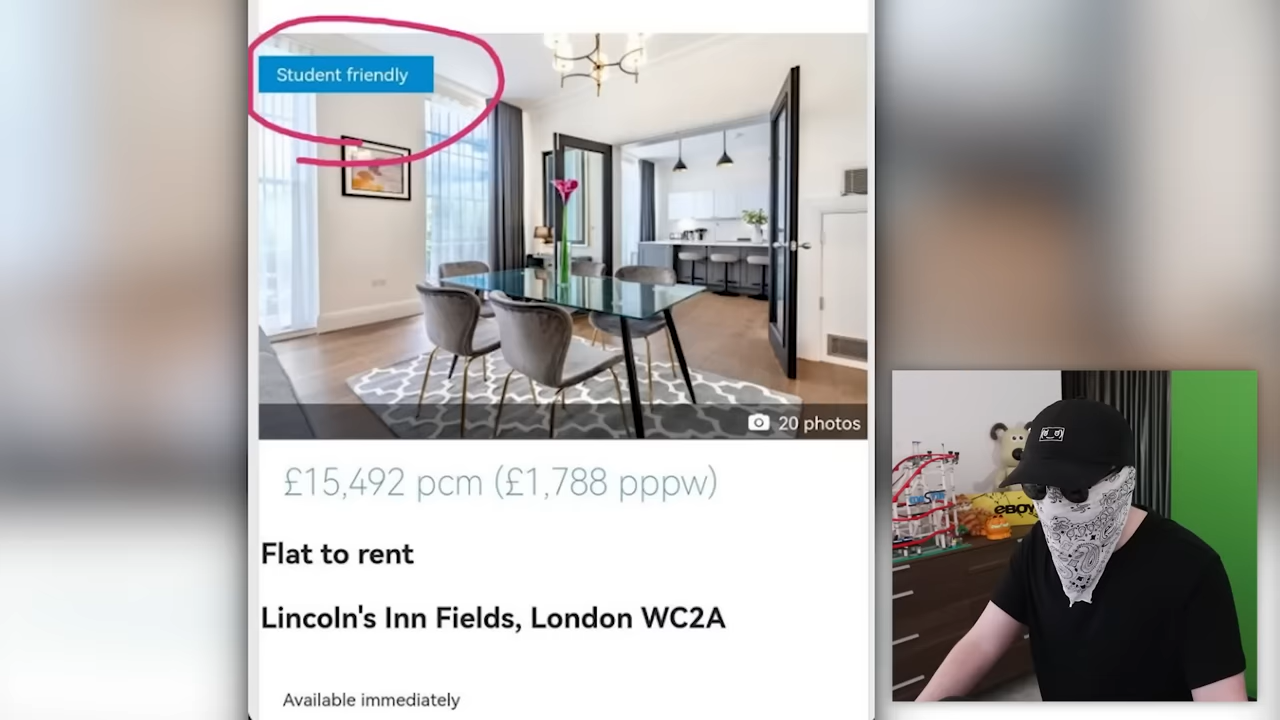 Student friendly
20 photos
£15,492 pcm (£1,788 pppw)
Flat to rent
Lincoln's Inn Fields, London WC2A
Available immediately
eBOY